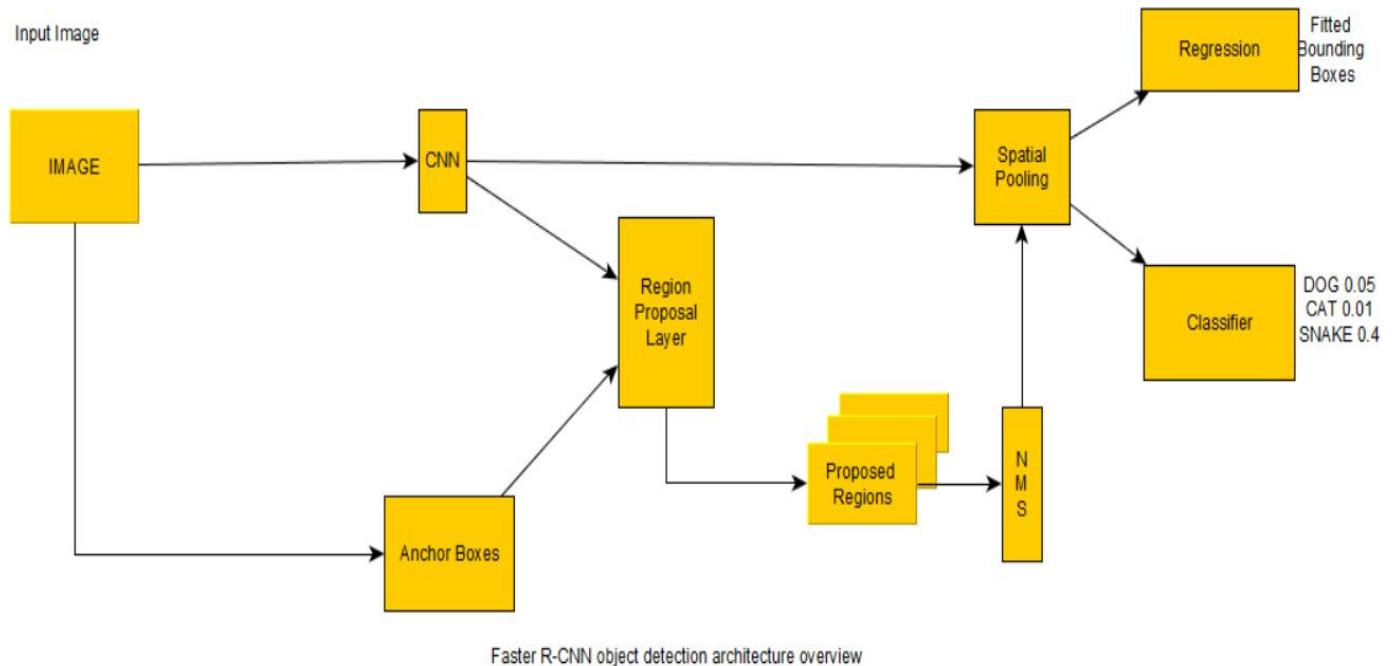 Input Image
IMAGE
CNN
Region
Proposal
Layer
Anchor Boxes
Proposed
Regions
N
M
S
Spatial
Pooling
Regression
Fitted
Bounding
Boxes
Classifier
DOG 0.05
CAT 0.01
SNAKE 0.4
Faster R-CNN object detection architecture overview